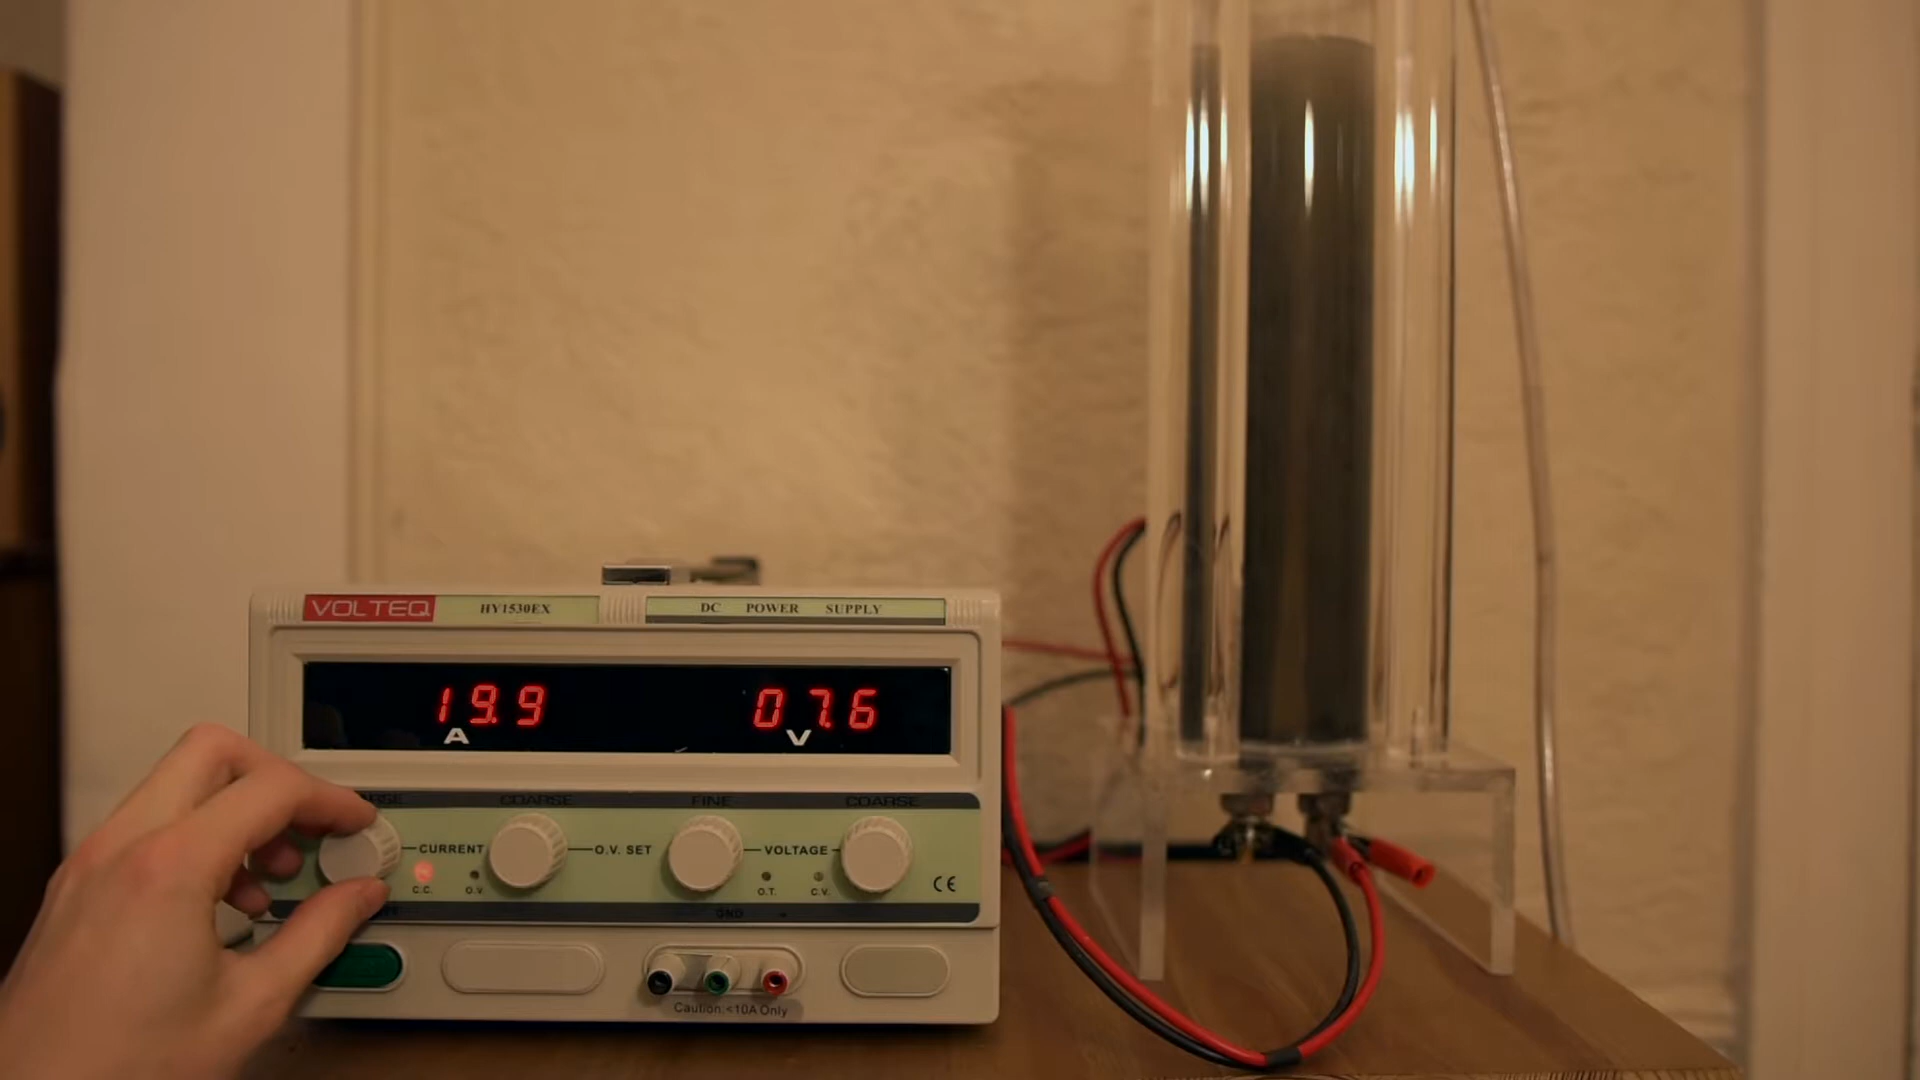 VOLTEQ HY1530EX DC POWER SUPPLY
19.9 07.6
A V
COARSE FINE COARSE
CURRENT O.V. SET VOLTAGE
C.C. O.V. O.T. C.V. CE
GND
Caution:<10A Only